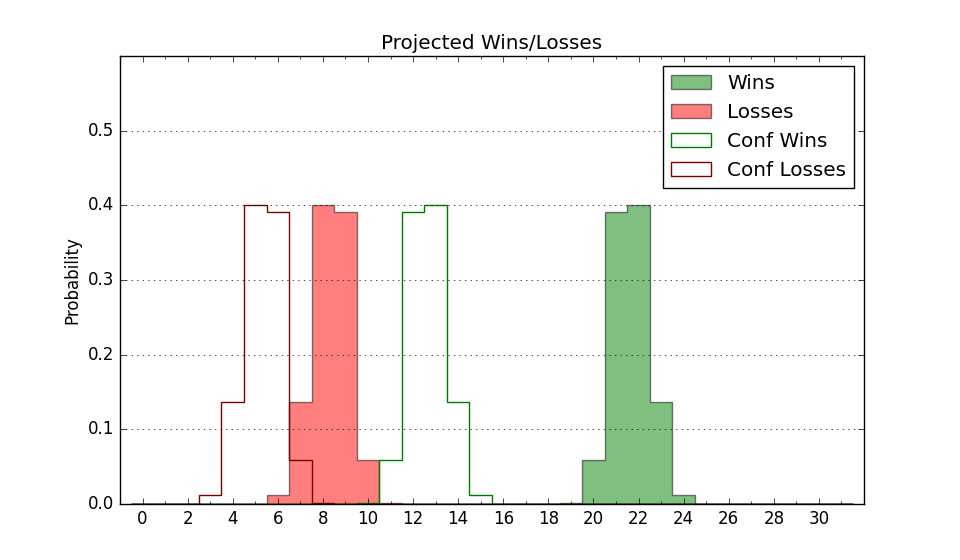 Projected Wins/Losses
Wins
Losses
Conf Wins
Conf Losses
Probability
0.5
0.4
0.3
0.2
0.1
0.0
0 2 4 6 8 10 12 14 16 18 20 22 24 26 28 30